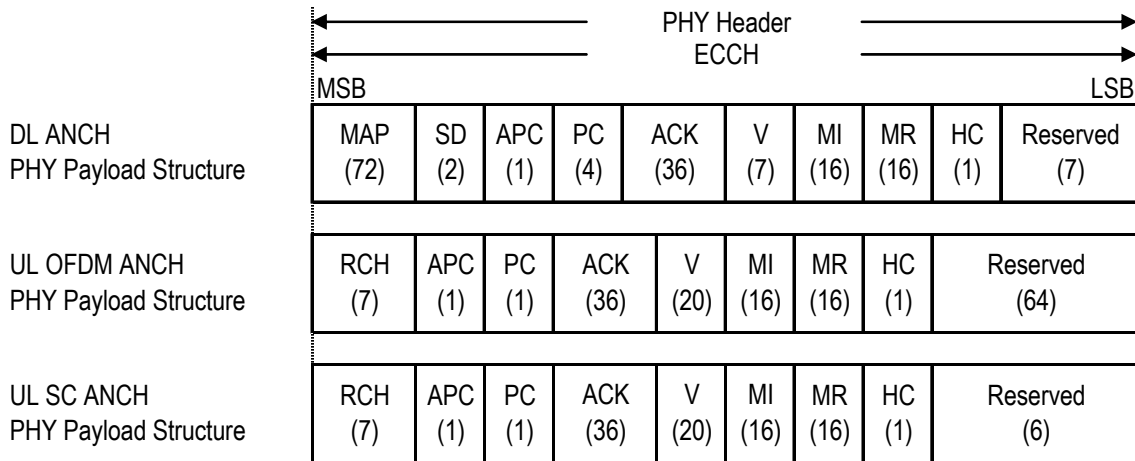 PHY Header
ECCH
MSB LSB
DL ANCH
PHY Payload Structure
MAP SD APC PC ACK V MI MR HC Reserved
(72) (2) (1) (4) (36) (7) (16) (16) (1) (7)
UL OFDM ANCH
PHY Payload Structure
RCH APC PC ACK V MI MR HC Reserved
(7) (1) (1) (36) (20) (16) (16) (1) (64)
UL SC ANCH
PHY Payload Structure
RCH APC PC ACK V MI MR HC Reserved
(7) (1) (1) (36) (20) (16) (16) (1) (6)